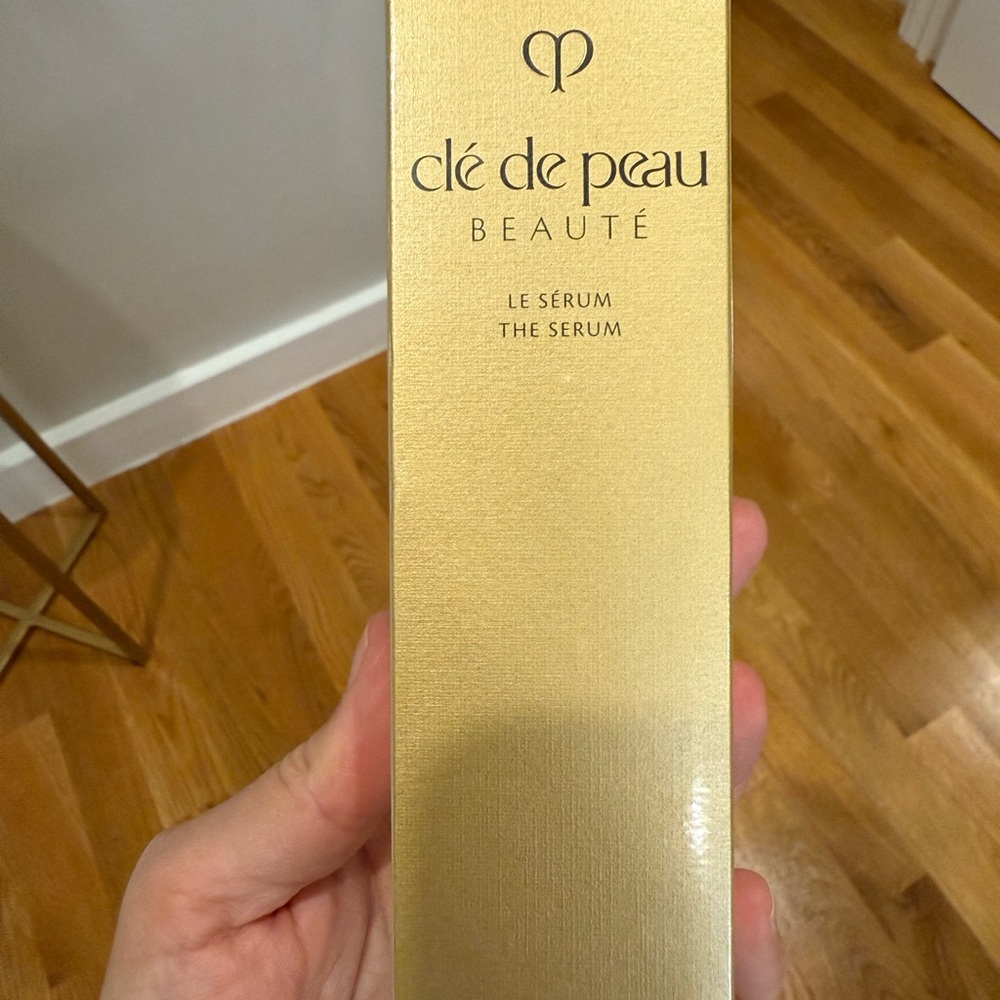 clé de peau
BEAUTÉ
LE SÉRUM
THE SERUM